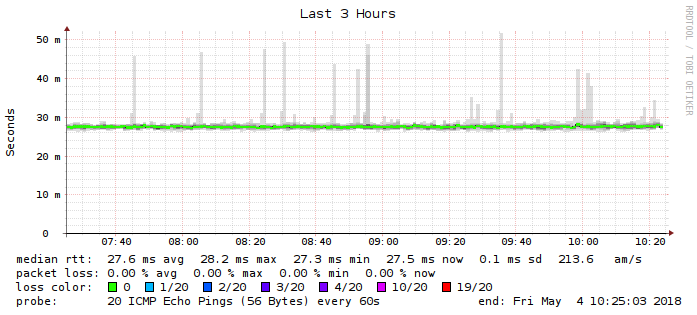 Last 3 Hours
RRDTOOL / TOBI OETIKER
Seconds
50 m
40 m
30 m
20 m
10 m
0
07:40 08:00 08:20 08:40 09:00 09:20 09:40 10:00 10:20
median rtt: 27.6 ms avg 28.2 ms max 27.3 ms min 27.5 ms now 0.1 ms sd 213.6 am/s
packet loss: 0.00 % avg 0.00 % max 0.00 % min 0.00 % now
loss color: 0 1/20 2/20 3/20 4/20 10/20 19/20
probe: 20 ICMP Echo Pings (56 Bytes) every 60s end: Fri May 4 10:25:03 2018